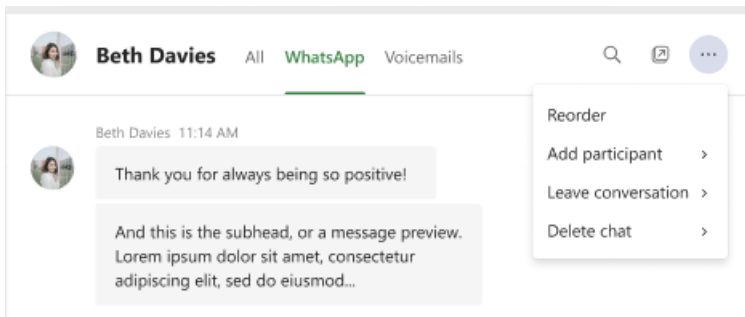 Beth Davies All WhatsApp Voicemails
Reorder
Add participant
Leave conversation
Delete chat
Beth Davies 11:14 AM
Thank you for always being so positive!
And this is the subhead, or a message preview.
Lorem ipsum dolor sit amet, consectetur
adipiscing elit, sed do eiusmod...